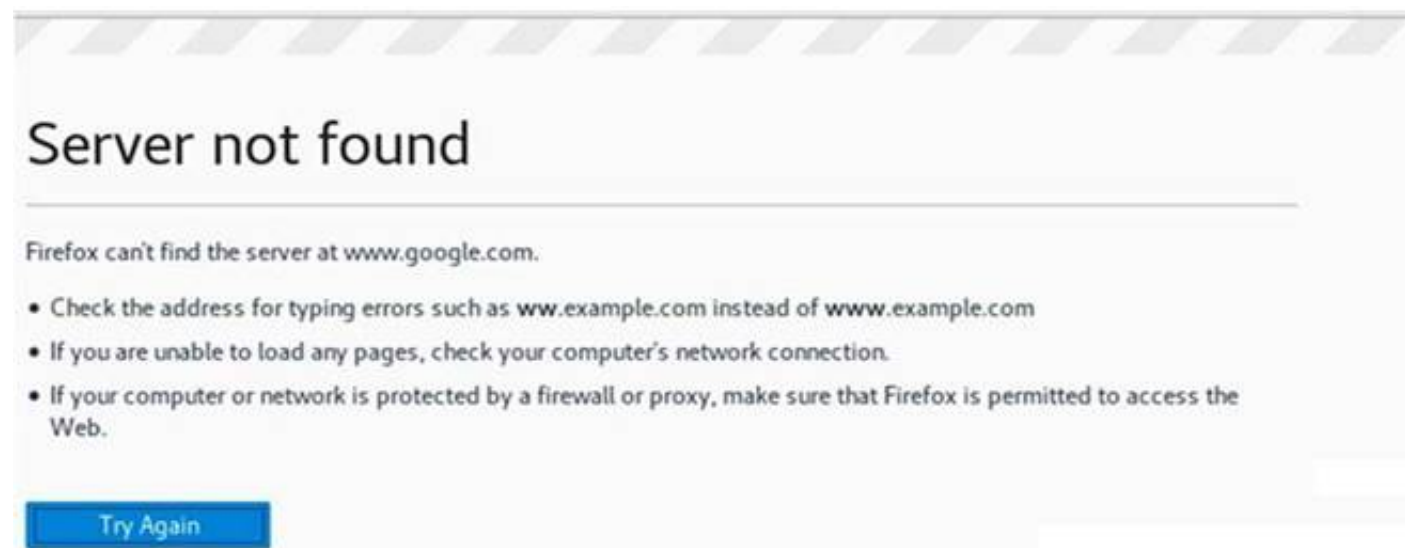 Server not found
Firefox can't find the server at www.google.com.
• Check the address for typing errors such as ww.example.com instead of www.example.com
• If you are unable to load any pages, check your computer's network connection.
• If your computer or network is protected by a firewall or proxy, make sure that Firefox is permitted to access the
Web.
Try Again